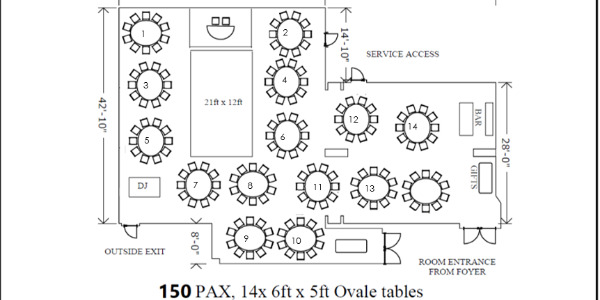 1
2
14'-10"
SERVICE ACCESS
3
4
21ft x 12ft
42'-10"
12
14
BAR
5
6
28'-0"
DJ
7
8
11
13
GIFTS
9
10
8'-0"
OUTSIDE EXIT
ROOM ENTRANCE
FROM FOYER
150 PAX, 14x 6ft x 5ft Ovale tables